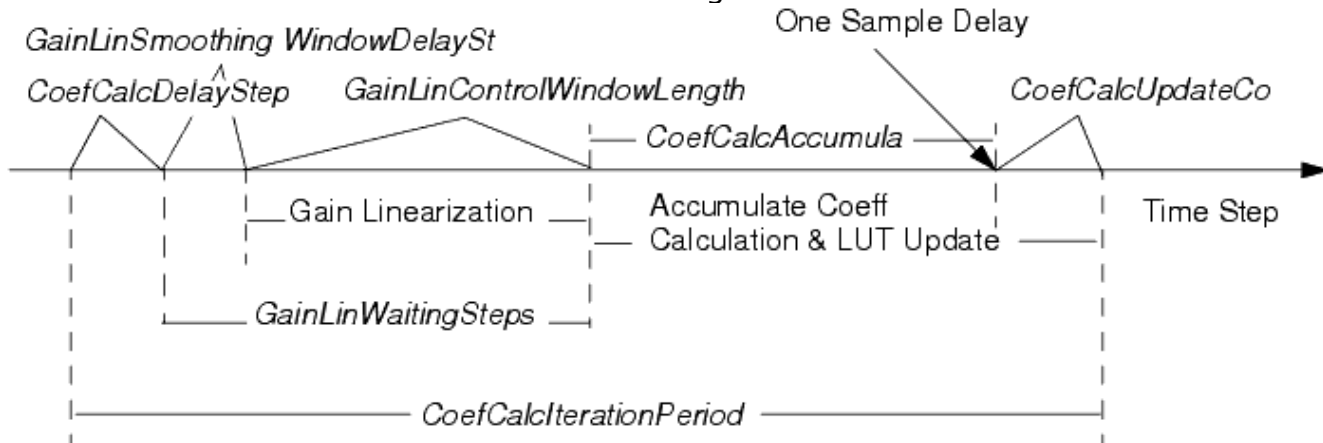 One Sample Delay
GainLinSmoothing WindowDelaySt
CoefCalcDelayStep
GainLinControlWindowLength
CoefCalcUpdateCo
CoefCalcAccumula
Gain Linearization
Accumulate Coeff
Calculation & LUT Update
Time Step
GainLinWaitingSteps
CoefCalcIterationPeriod